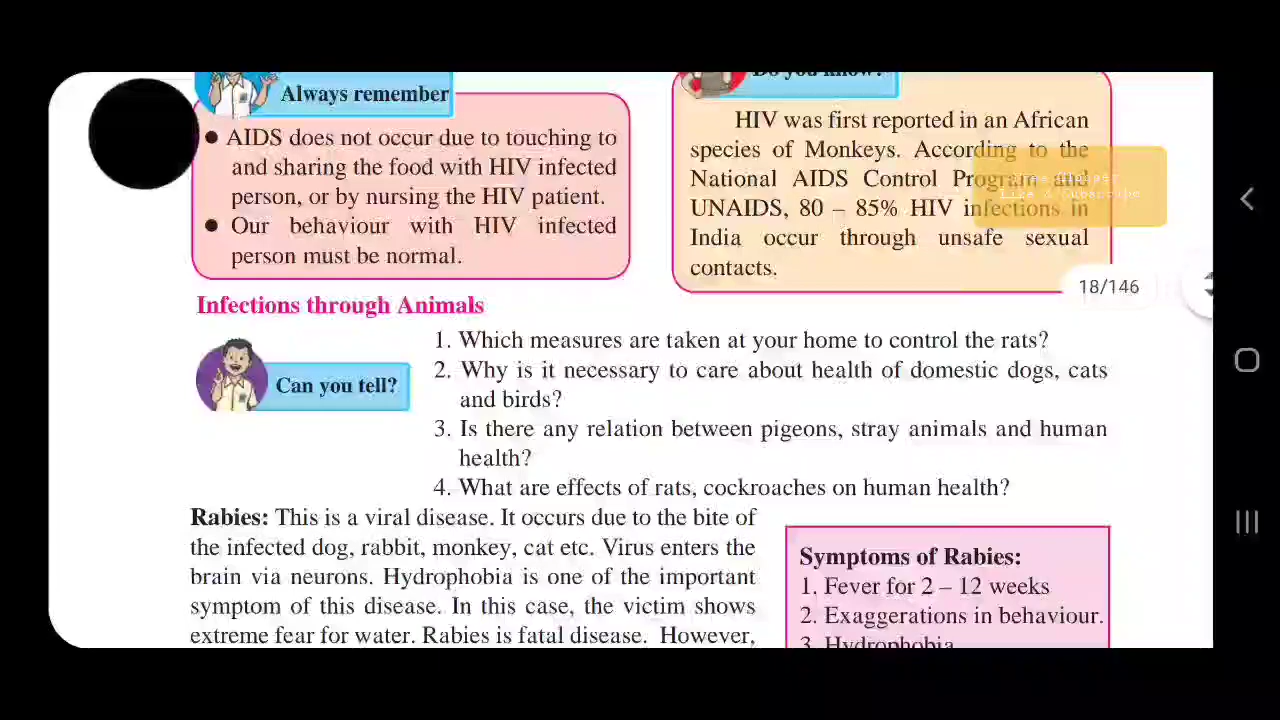 Always remember
● AIDS does not occur due to touching to
and sharing the food with HIV infected
person, or by nursing the HIV patient.
● Our behaviour with HIV infected
person must be normal.
Do you know?
HIV was first reported in an African
species of Monkeys. According to the
National AIDS Control Program and
UNAIDS, 80 – 85% HIV infections in
India occur through unsafe sexual
contacts.
Like & Subscribe
18/146
Infections through Animals
Can you tell?
1. Which measures are taken at your home to control the rats?
2. Why is it necessary to care about health of domestic dogs, cats
and birds?
3. Is there any relation between pigeons, stray animals and human
health?
4. What are effects of rats, cockroaches on human health?
Rabies: This is a viral disease. It occurs due to the bite of
the infected dog, rabbit, monkey, cat etc. Virus enters the
brain via neurons. Hydrophobia is one of the important
symptom of this disease. In this case, the victim shows
extreme fear for water. Rabies is fatal disease. However,
Symptoms of Rabies:
1. Fever for 2 – 12 weeks
2. Exaggerations in behaviour.
3. Hydrophobia